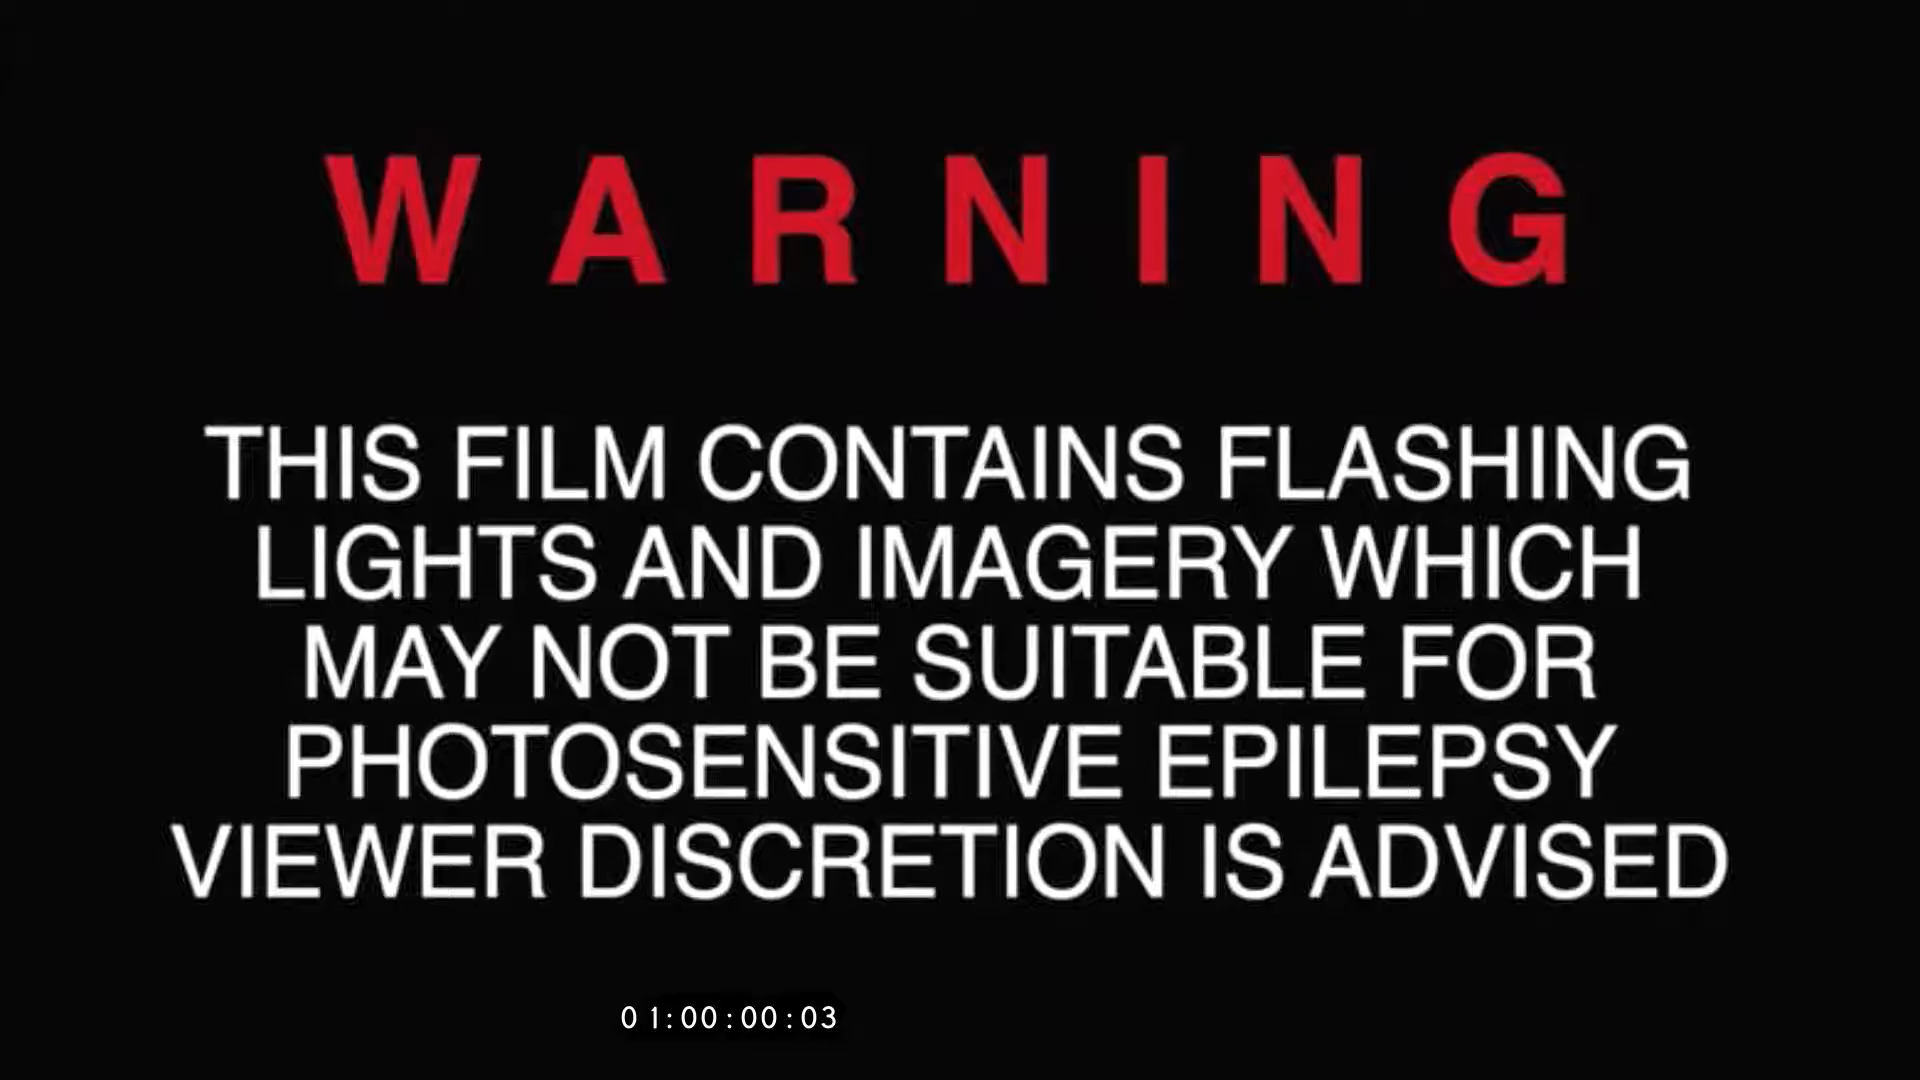 WARNING
THIS FILM CONTAINS FLASHING
LIGHTS AND IMAGERY WHICH
MAY NOT BE SUITABLE FOR
PHOTOSENSITIVE EPILEPSY
VIEWER DISCRETION IS ADVISED
01:00:00:03